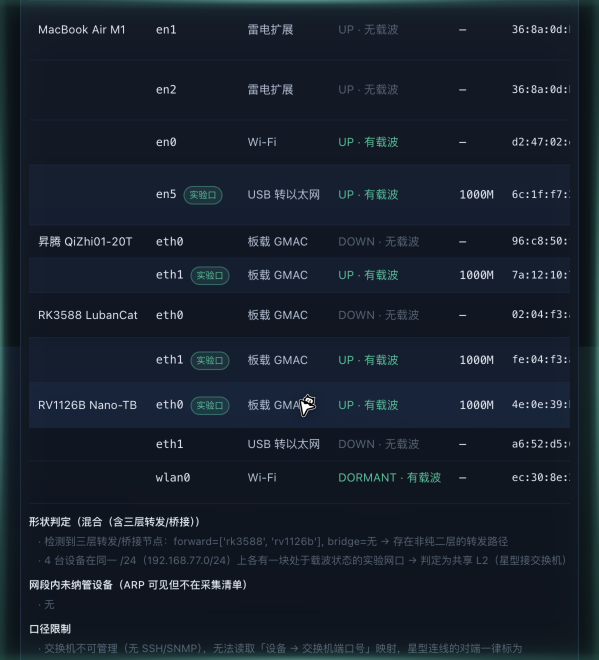 MacBook Air M1 en1 雷电扩展 UP · 无载波 — 36:8a:0d:
en2 雷电扩展 UP · 无载波 — 36:8a:0d:
en0 Wi-Fi UP · 有载波 — d2:47:02:
en5 实验口 USB 转以太网 UP · 有载波 1000M 6c:1f:f7:
昇腾 QiZhi01-20T eth0 板载 GMAC DOWN · 无载波 — 96:c8:50:
eth1 实验口 板载 GMAC UP · 有载波 1000M 7a:12:10:
RK3588 LubanCat eth0 板载 GMAC DOWN · 无载波 — 02:04:f3:
eth1 实验口 板载 GMAC UP · 有载波 1000M fe:04:f3:
RV1126B Nano-TB eth0 实验口 板载 UP · 有载波 1000M 4e:0e:39:
eth1 USB 转以太网 DOWN · 无载波 — a6:52:d5:
wlan0 Wi-Fi DORMANT · 有载波 — ec:30:8e:
形状判定（混合（含三层转发/桥接））
· 检测到三层转发/桥接节点：forward=['rk3588', 'rv1126b'], bridge=无 → 存在非纯二层的转发路径
· 4 台设备在同一 /24（192.168.77.0/24）上各有一块处于载波状态的实验网口 → 判定为共享 L2（星型接交换机）
网段内未纳管设备（ARP 可见但不在采集清单）
· 无
口径限制
· 交换机不可管理（无 SSH/SNMP），无法读取「设备 → 交换机端口号」映射，星型连线的对端一律标为